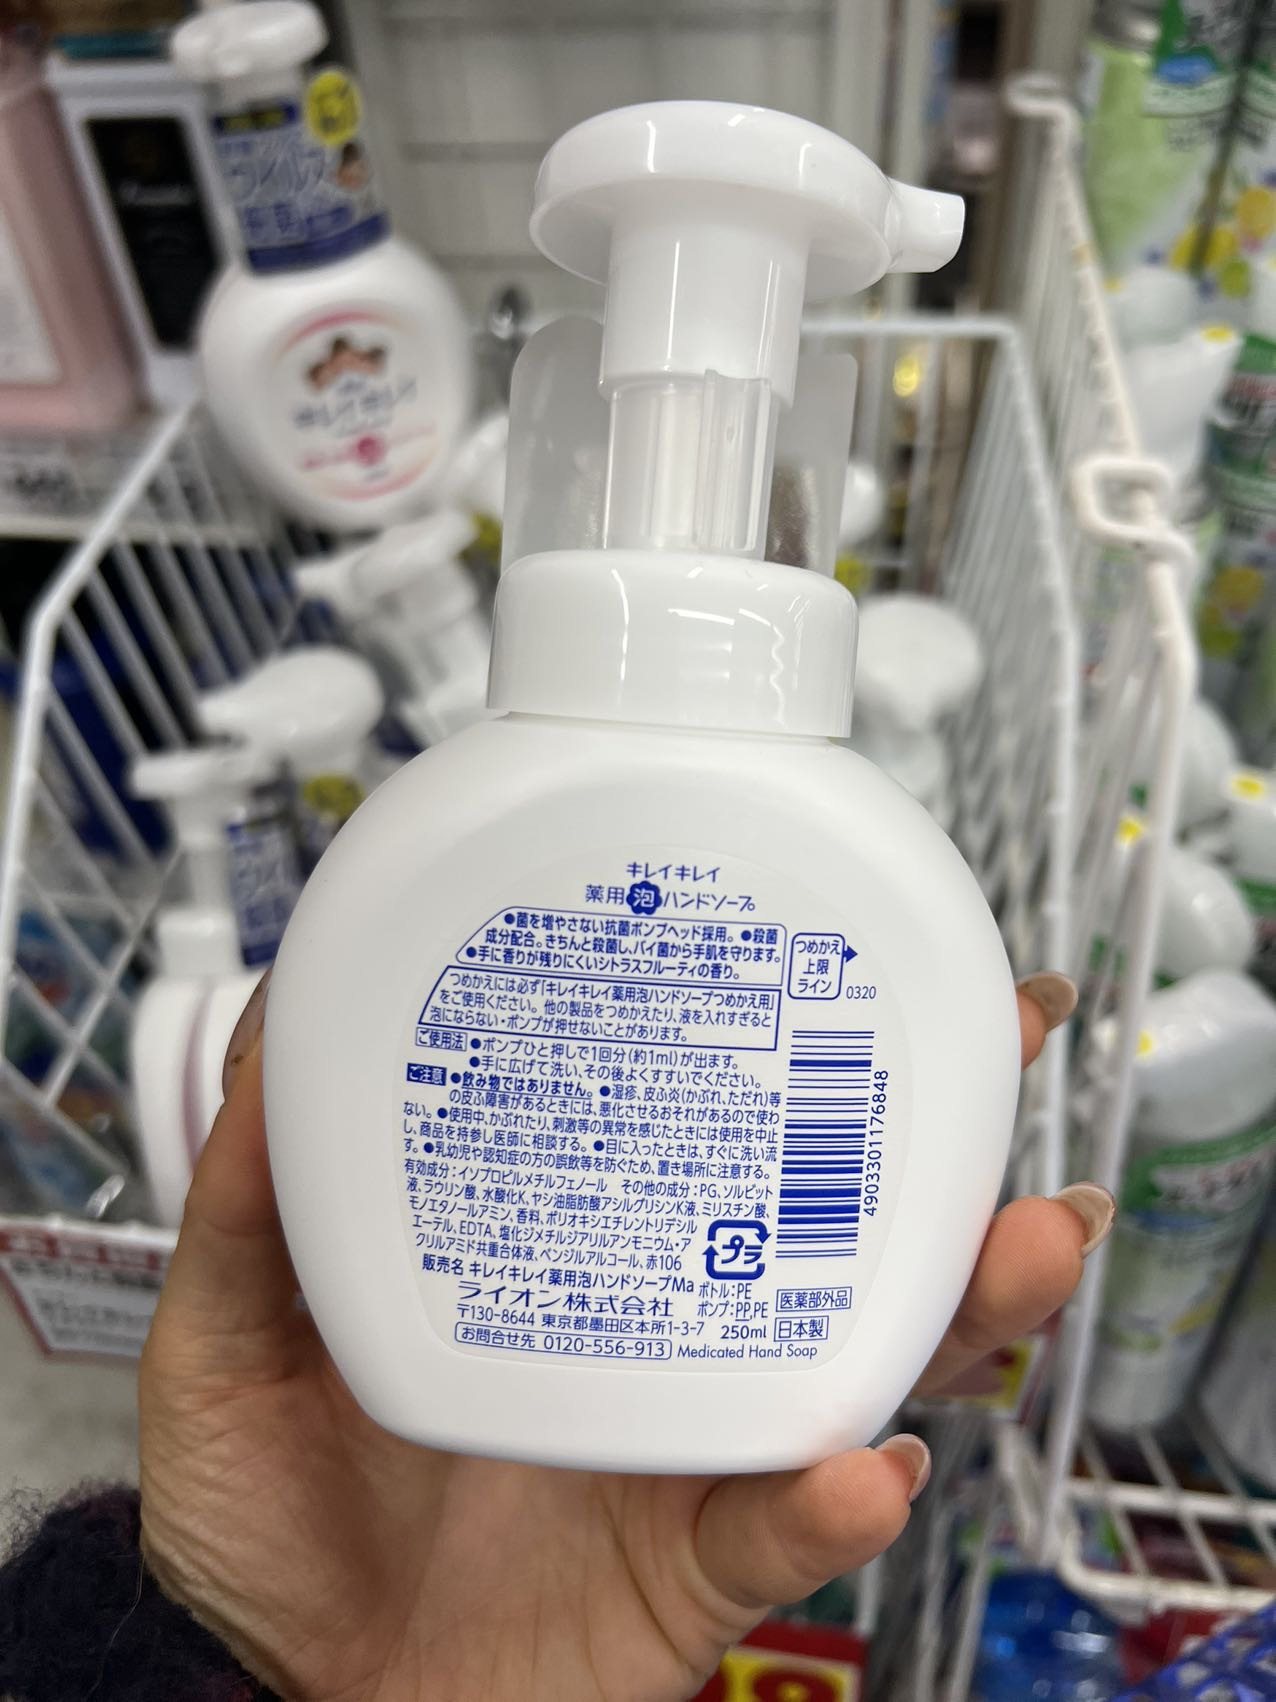 キレイキレイ
薬用泡ハンドソープ
●菌を増やさない抗菌ポンプヘッド採用。●殺菌
成分配合。きちんと殺菌し、バイ菌から手肌を守ります。
●手に香りが残りにくいシトラスフルーティの香り。
つめかえ
上限
ライン
0320
つめかえには必ず「キレイキレイ薬用泡ハンドソープつめかえ用」
をご使用ください。他の製品をつめかえたり、液を入れすぎると
泡にならない・ポンプが押せないことがあります。
ご使用法 ●ポンプひと押しで1回分(約1ml)が出ます。
●手に広げて洗い、その後よくすすいでください。
ご注意 ●飲み物ではありません。●湿疹、皮ふ炎(かぶれ、ただれ)等
の皮ふ障害があるときには、悪化させるおそれがあるので使わ
ない。●使用中、かぶれたり、刺激等の異常を感じたときには使用を中止
し、商品を持参し医師に相談する。●目に入ったときは、すぐに洗い流
す。●乳幼児や認知症の方の誤飲等を防ぐため、置き場所に注意する。
有効成分:イソプロピルメチルフェノール その他の成分:PG、ソルビット
液、ラウリン酸、水酸化K、ヤシ油脂肪酸アシルグリシンK液、ミリスチン酸、
モノエタノールアミン、香料、ポリオキシエチレントリデシル
エーテル、EDTA、塩化ジメチルジアリルアンモニウム・ア
クリルアミド共重合体液、ベンジルアルコール、赤106
販売名 キレイキレイ薬用泡ハンドソープMa
ライオン株式会社
〒130-8644 東京都墨田区本所1-3-7
お問合せ先 0120-556-913
プラ
ボトル:PE
ポンプ:PP,PE
250ml
医薬部外品
日本製
Medicated Hand Soap
4903301176848
キレイキレイ